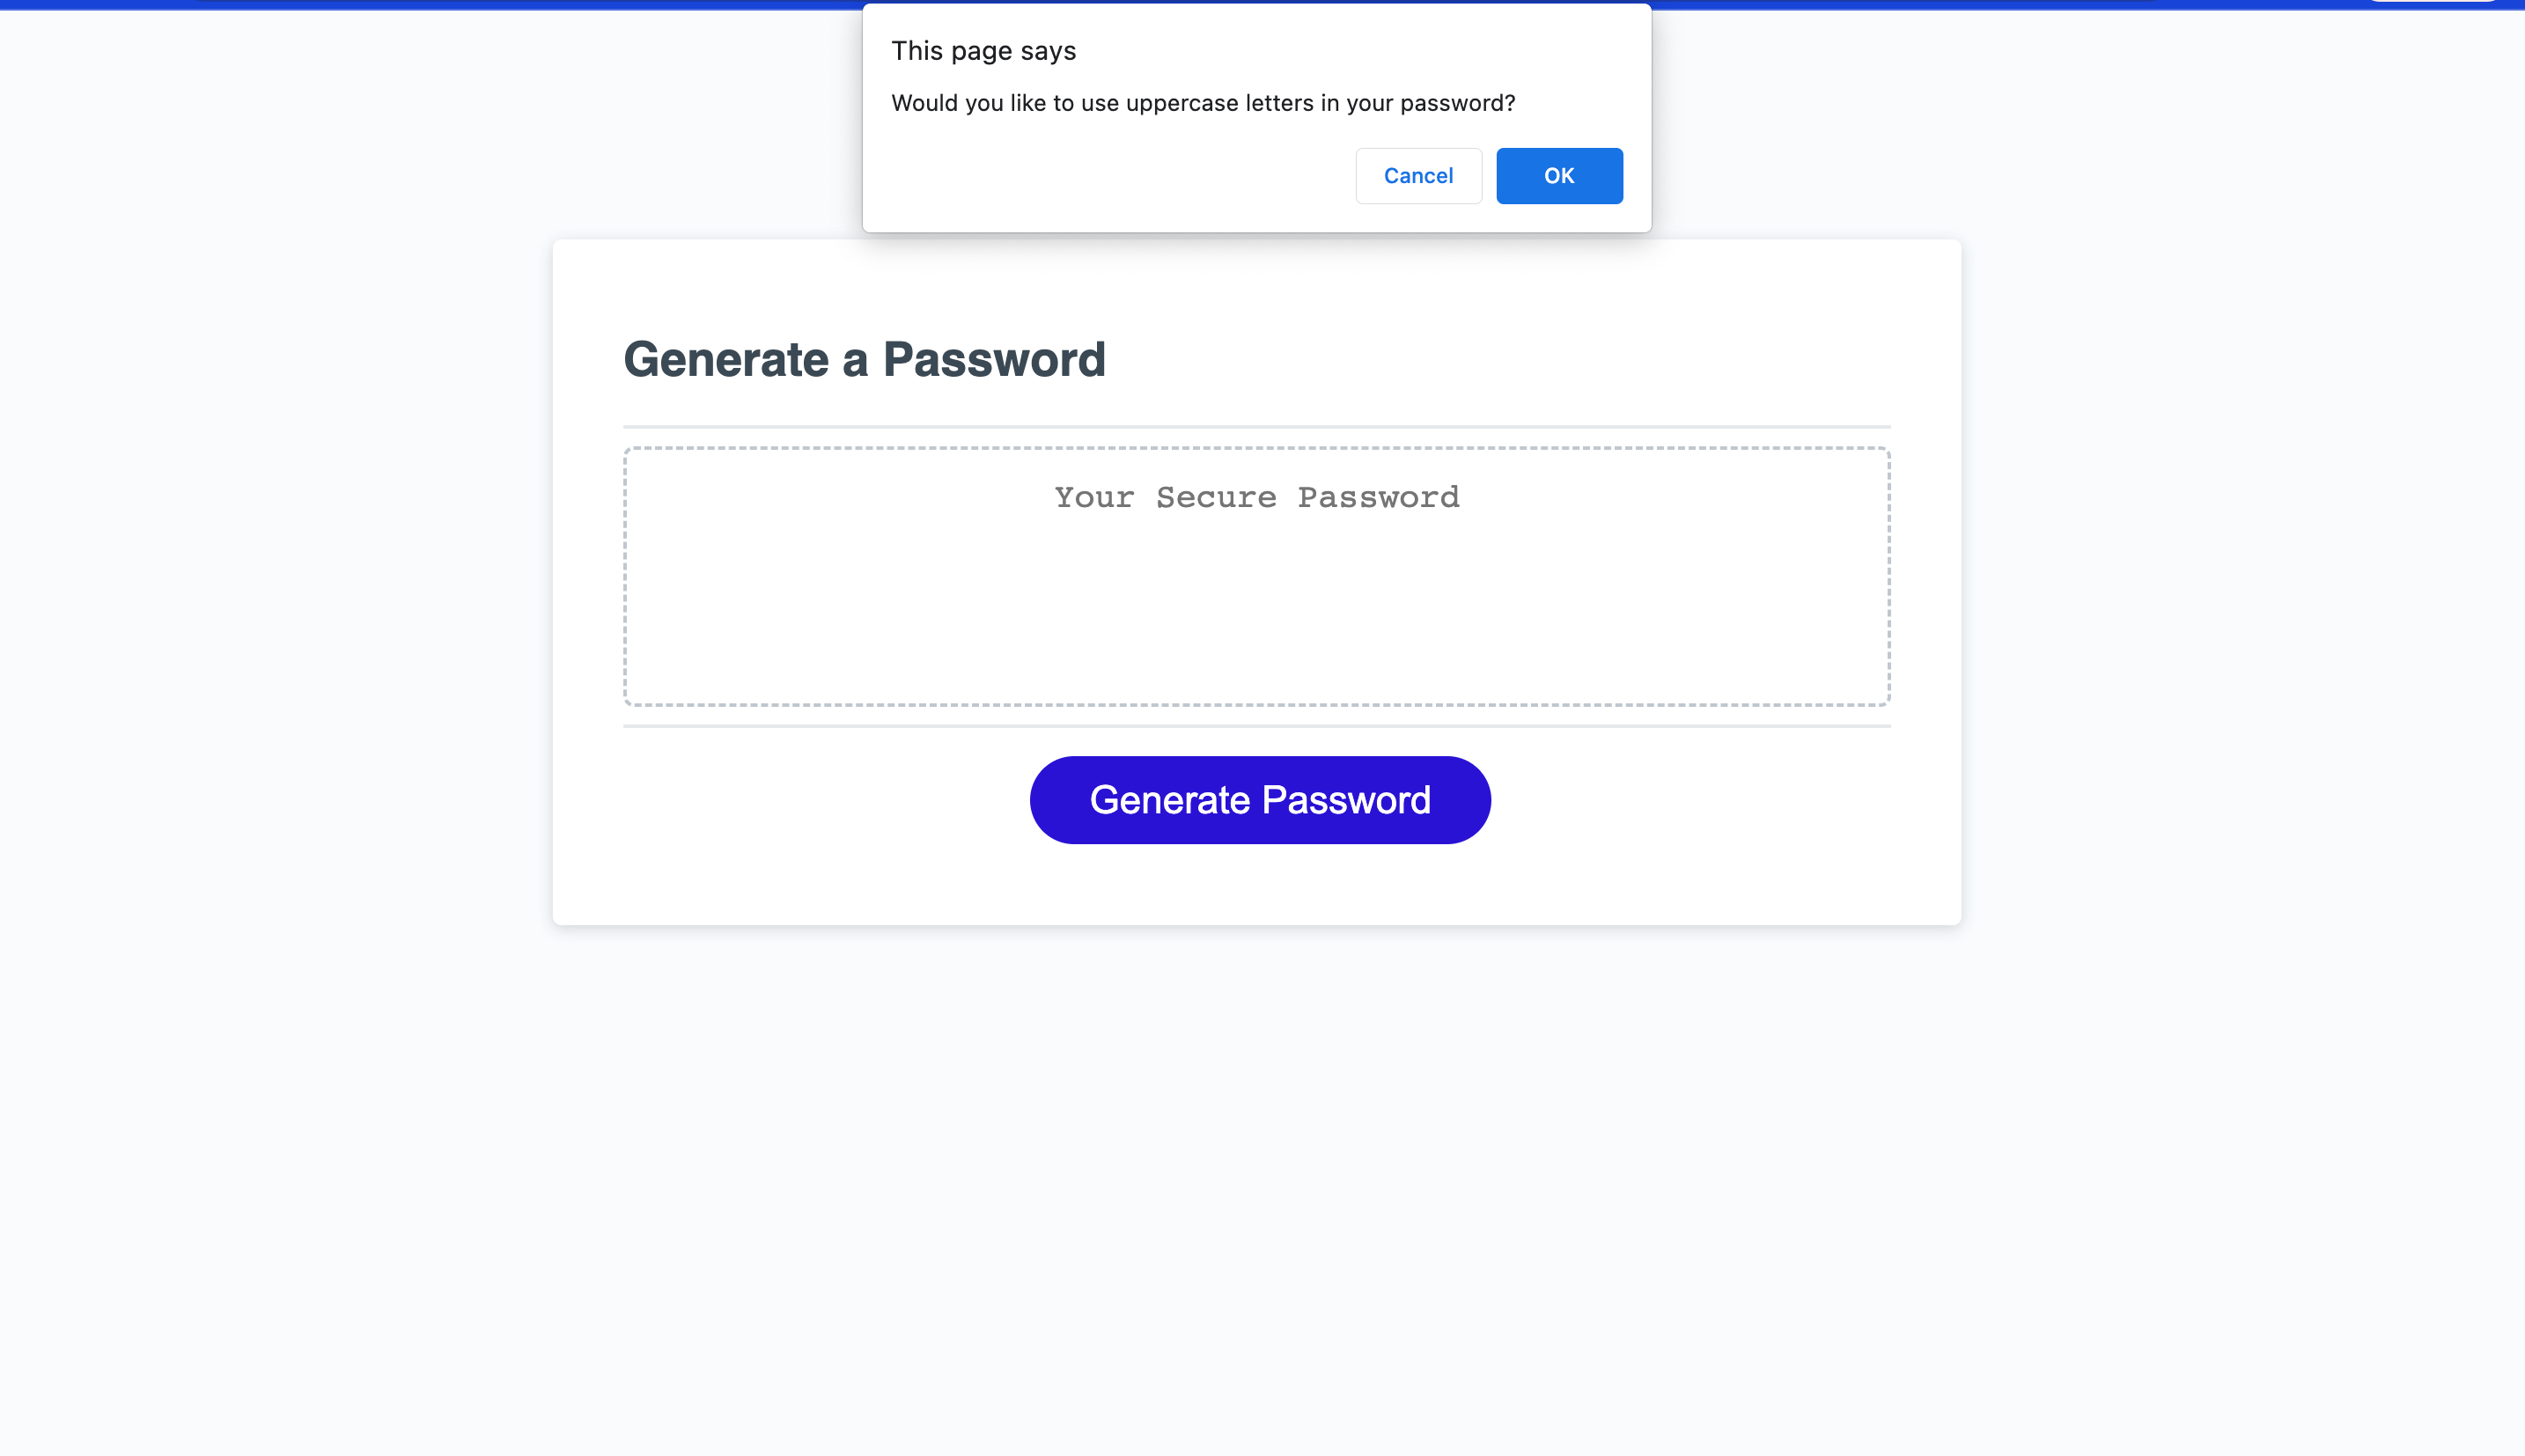 This page says
Would you like to use uppercase letters in your password?
Cancel OK
Generate a Password
Your Secure Password
Generate Password